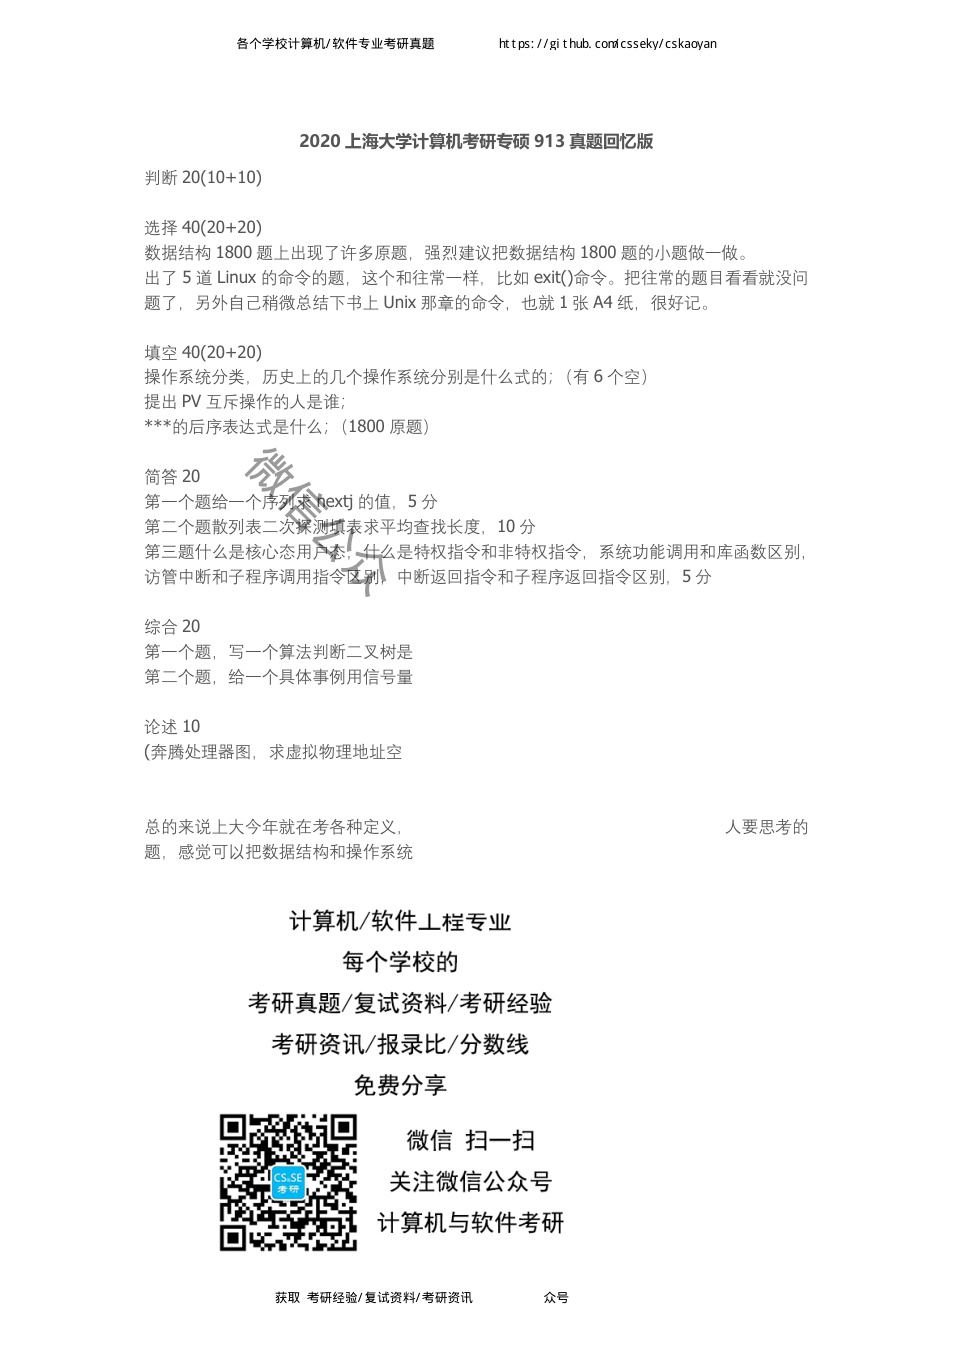 各个学校计算机/软件专业考研真题 https://github.com/csseky/cskaoyan
2020 上海大学计算机考研专硕 913 真题回忆版
判断 20(10+10)
选择 40(20+20)
数据结构 1800 题上出现了许多原题，强烈建议把数据结构 1800 题的小题做一做。
出了 5 道 Linux 的命令的题，这个和往常一样，比如 exit()命令。把往常的题目看看就没问
题了，另外自己稍微总结下书上 Unix 那章的命令，也就 1 张 A4 纸，很好记。
填空 40(20+20)
操作系统分类，历史上的几个操作系统分别是什么式的；（有 6 个空）
提出 PV 互斥操作的人是谁；
***的后序表达式是什么；（1800 原题）
简答 20
第一个题给一个序列求 nextj 的值，5 分
第二个题散列表二次探测填表求平均查找长度，10 分
第三题什么是核心态用户态，什么是特权指令和非特权指令，系统功能调用和库函数区别，
访管中断和子程序调用指令区别，中断返回指令和子程序返回指令区别，5 分
微信公众
综合 20
第一个题，写一个算法判断二叉树是
第二个题，给一个具体事例用信号量
论述 10
(奔腾处理器图，求虚拟物理地址空
总的来说上大今年就在考各种定义， 人要思考的
题，感觉可以把数据结构和操作系统
计算机/软件工程专业
每个学校的
考研真题/复试资料/考研经验
考研资讯/报录比/分数线
免费分享
CS&SE
考研
微信 扫一扫
关注微信公众号
计算机与软件考研
获取 考研经验/复试资料/考研资讯 众号